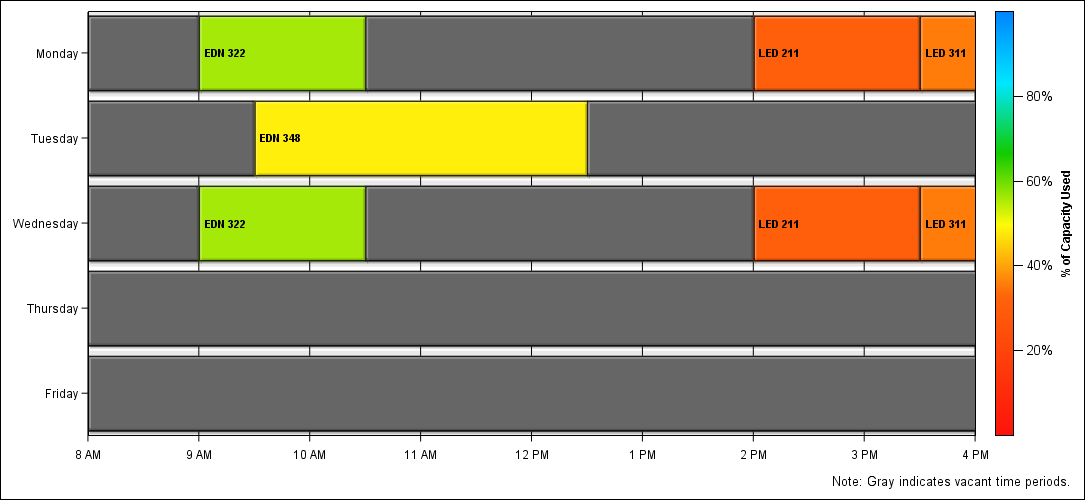 Monday
EDN 322
LED 211
LED 311
Tuesday
EDN 348
Wednesday
EDN 322
LED 211
LED 311
Thursday
Friday
8 AM
9 AM
10 AM
11 AM
12 PM
1 PM
2 PM
3 PM
4 PM
80%
60%
40%
20%
% of Capacity Used
Note: Gray indicates vacant time periods.